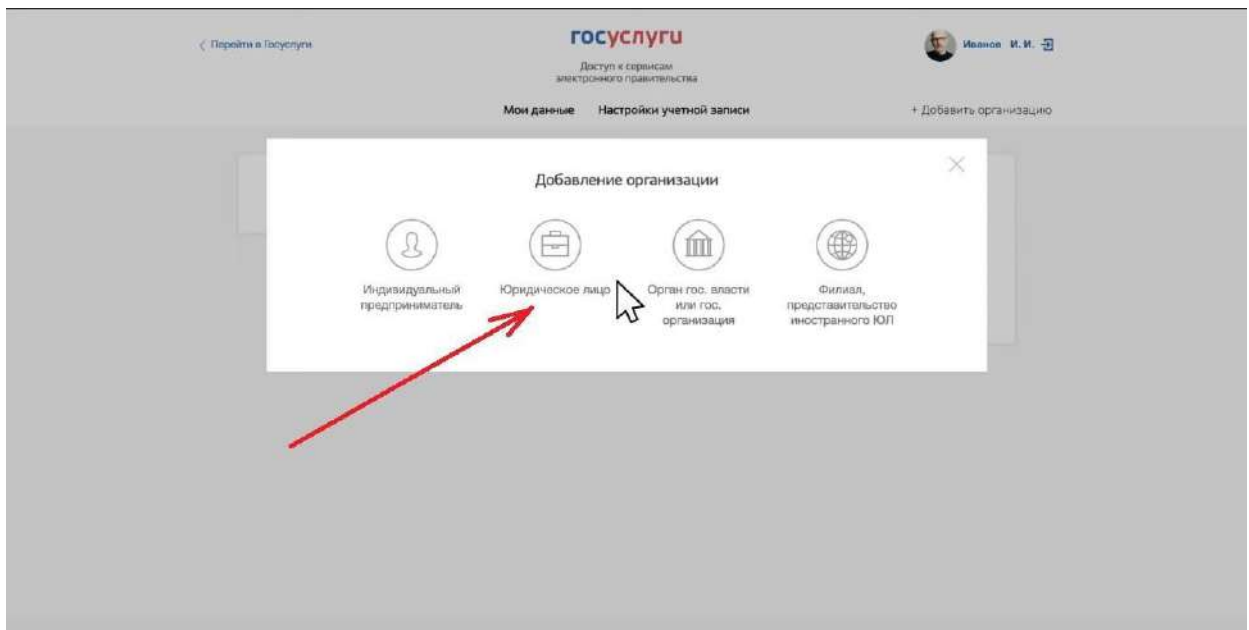 Перейти в Госуслуги
госуслуги
Иванов И. И.
Доступ к сервисам
электронного правительства
Мои данные
Настройки учетной записи
+ Добавить организацию
Добавление организации
Индивидуальный
предприниматель
Юридическое лицо
Орган гос. власти
или гос.
организация
Филиал,
представительство
иностранного ЮЛ